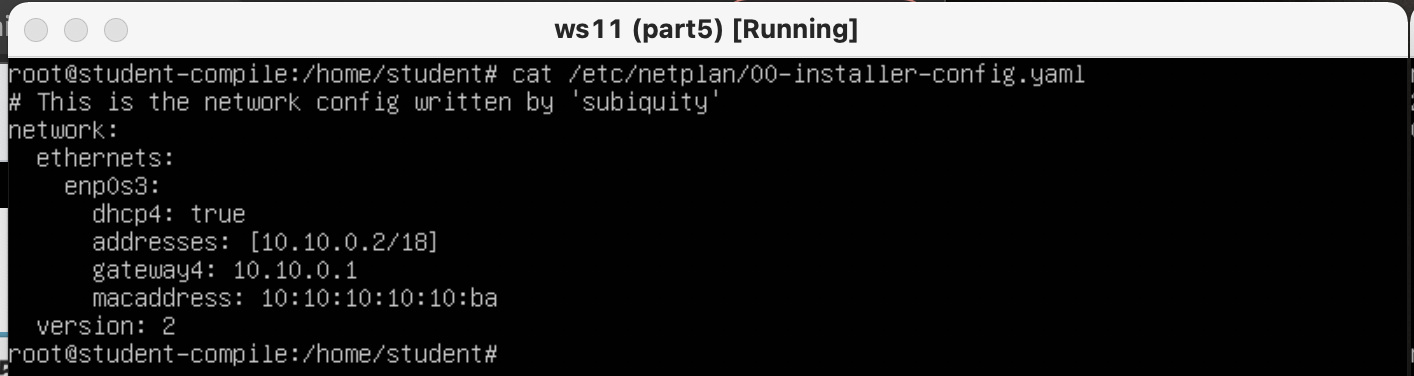 ws11 (part5) [Running]
root@student-compile:/home/student# cat /etc/netplan/00-installer-config.yaml
# This is the network config written by 'subiquity'
network:
  ethernets:
    enp0s3:
      dhcp4: true
      addresses: [10.10.0.2/18]
      gateway4: 10.10.0.1
      macaddress: 10:10:10:10:10:ba
  version: 2
root@student-compile:/home/student#